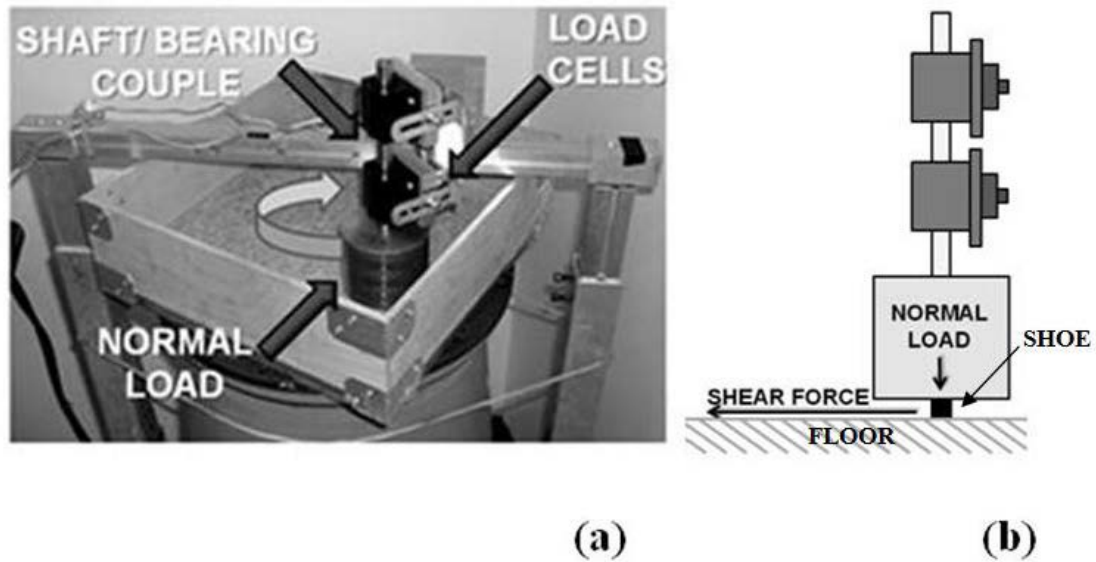 SHAFT/ BEARING
COUPLE
LOAD
CELLS
NORMAL
LOAD
NORMAL
LOAD
SHOE
SHEAR FORCE
FLOOR
(a)
(b)